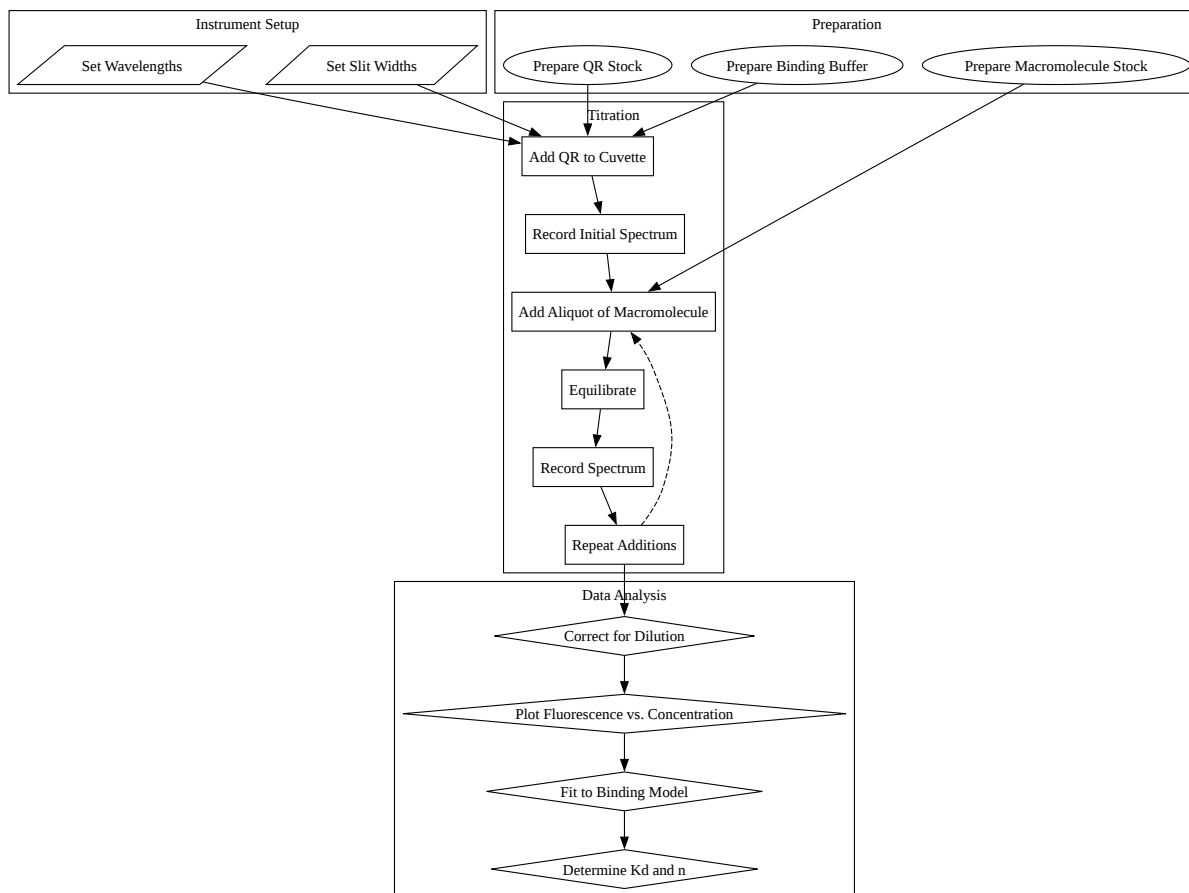 Instrument Setup
Preparation
Set Wavelengths
Set Slit Widths
Prepare QR Stock
Prepare Binding Buffer
Prepare Macromolecule Stock
Titration
Add QR to Cuvette
Record Initial Spectrum
Add Aliquot of Macromolecule
Equilibrate
Record Spectrum
Repeat Additions
Data Analysis
Correct for Dilution
Plot Fluorescence vs. Concentration
Fit to Binding Model
Determine Kd and n